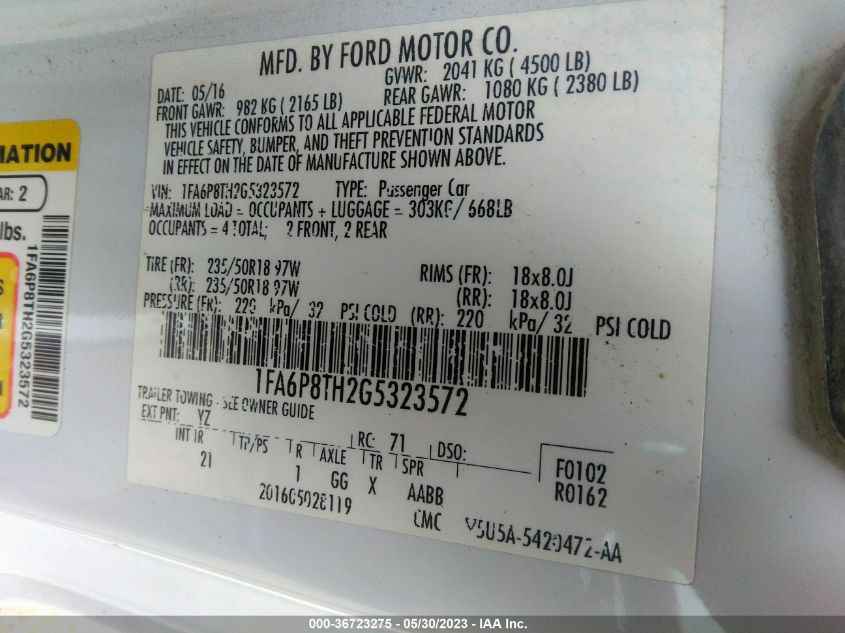 MFD. BY FORD MOTOR CO.
DATE: 05/16 GVWR: 2041 KG ( 4500 LB)
FRONT GAWR: 982 KG ( 2165 LB) REAR GAWR: 1080 KG ( 2380 LB)
THIS VEHICLE CONFORMS TO ALL APPLICABLE FEDERAL MOTOR
VEHICLE SAFETY, BUMPER, AND THEFT PREVENTION STANDARDS
IN EFFECT ON THE DATE OF MANUFACTURE SHOWN ABOVE.
VIN: 1FA6P8TH2G5323572 TYPE: Passenger Car
MAXIMUM LOAD = OCCUPANTS + LUGGAGE = 303KG/ 668LB
OCCUPANTS = 4 TOTAL; 2 FRONT, 2 REAR
TIRE (FR): 235/50R18 97W RIMS (FR): 18x8.0J
(RR): 235/50R18 97W (RR): 18x8.0J
PRESSURE (FR): 220 kPa/ 32 PSI COLD (RR): 220 kPa/ 32 PSI COLD
1FA6P8TH2G5323572
TRAILER TOWING - SEE OWNER GUIDE
EXT PNT: YZ RC: 71 DSO:
INT TR TP/PS R AXLE TR SPR F0102
21 1 GG X AABB R0162
201605028119 CMC
V5U5A-5420472-AA
MATION
AR: 2
lbs.
1FA6P8TH2G5323572
000-36723275 - 05/30/2023 - IAA Inc.